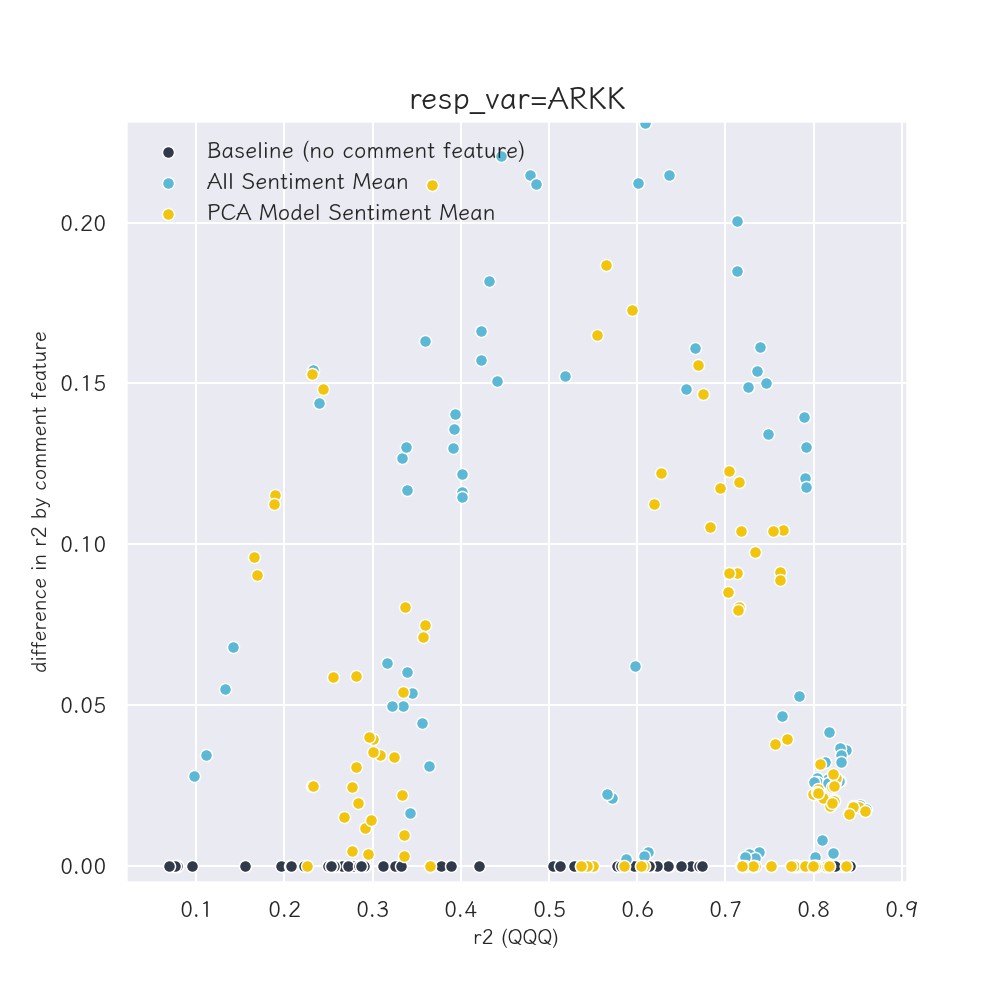 resp_var=ARKK
Baseline (no comment feature)
All Sentiment Mean
PCA Model Sentiment Mean
difference in r2 by comment feature
0.20
0.15
0.10
0.05
0.00
0.1 0.2 0.3 0.4 0.5 0.6 0.7 0.8 0.9
r2 (QQQ)